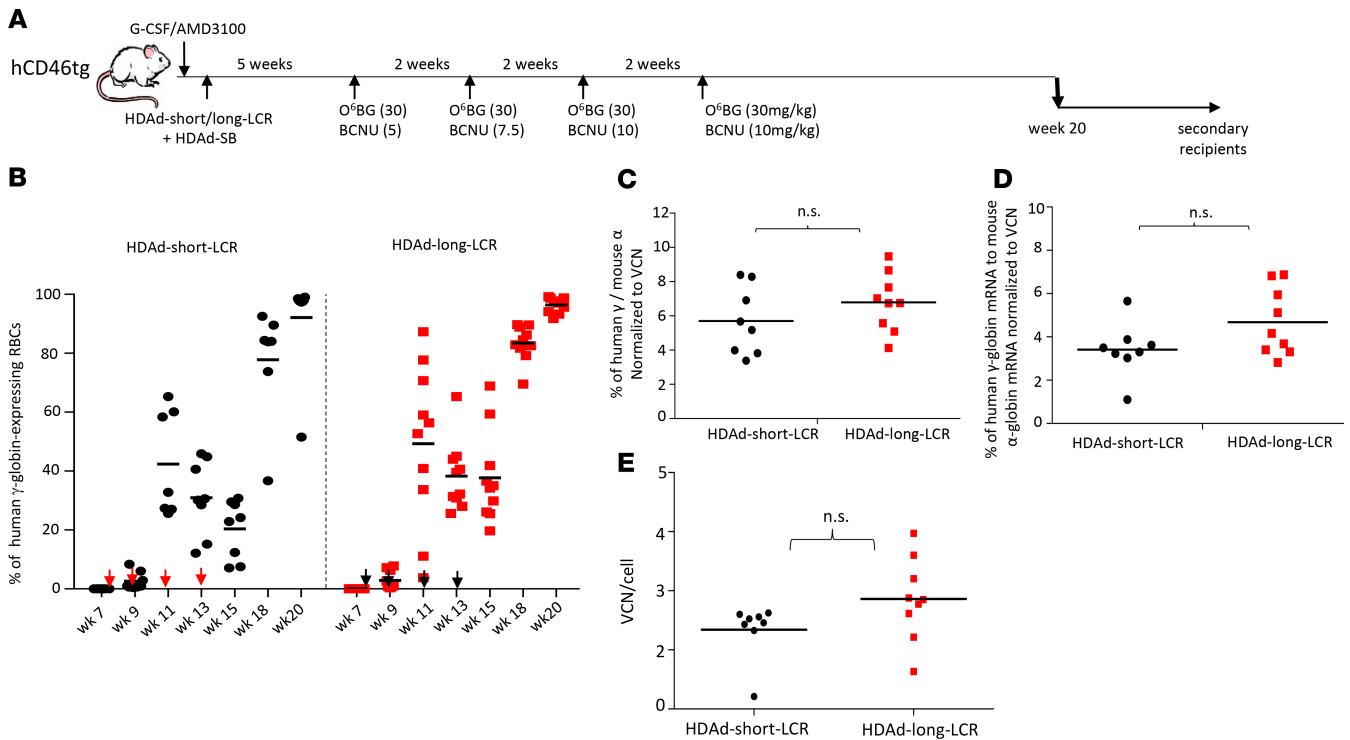 A
G-CSF/AMD3100
hCD46tg
5 weeks
2 weeks
2 weeks
2 weeks
HDAd-short/long-LCR
+ HDAd-SB
O⁶BG (30)
BCNU (5)
O⁶BG (30)
BCNU (7.5)
O⁶BG (30)
BCNU (10)
O⁶BG (30mg/kg)
BCNU (10mg/kg)
week 20
secondary
recipients
B
HDAd-short-LCR
HDAd-long-LCR
% of human γ-globin-expressing RBCs
100
80
60
40
20
0
wk 7
wk 9
wk 11
wk 13
wk 15
wk 18
wk20
wk 7
wk 9
wk 11
wk 13
wk 15
wk 18
wk20
C
% of human γ / mouse α
Normalized to VCN
12
10
8
6
4
2
0
n.s.
HDAd-short-LCR
HDAd-long-LCR
D
% of human γ-globin mRNA to mouse
α-globin mRNA normalized to VCN
10
8
6
4
2
0
n.s.
HDAd-short-LCR
HDAd-long-LCR
E
VCN/cell
5
4
3
2
0
n.s.
HDAd-short-LCR
HDAd-long-LCR